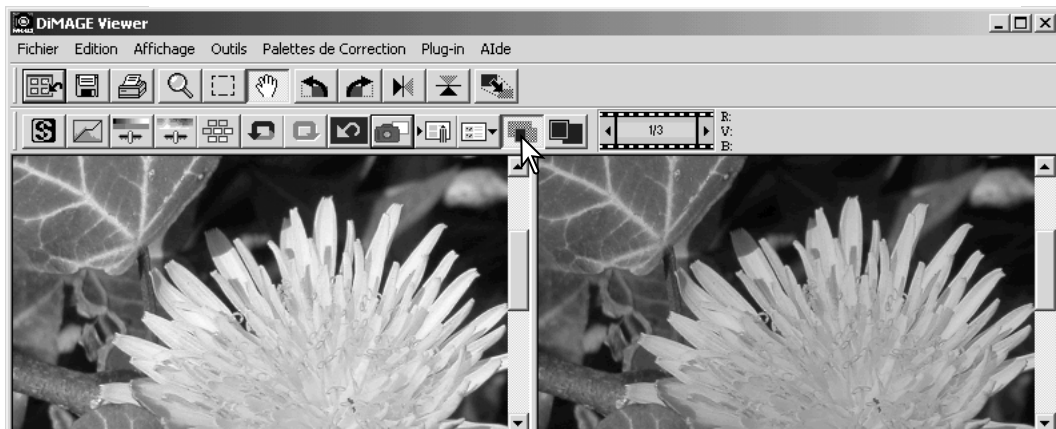 DiMAGE Viewer
Fichier Edition Affichage Outils Palettes de Correction Plug-in AIde
R:
1/3 V:
B: